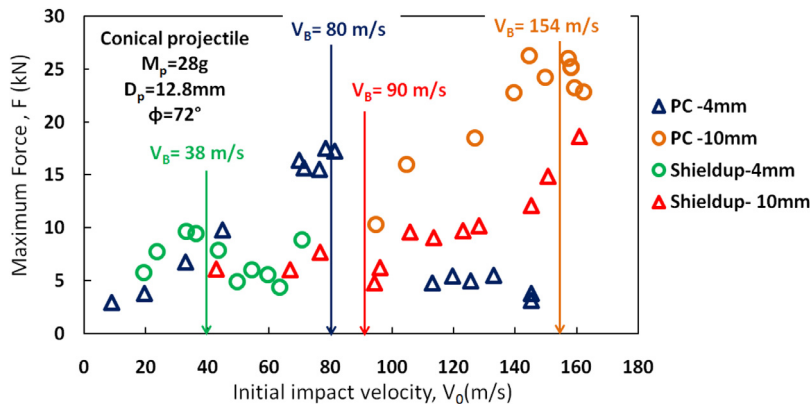 30
25
20
15
10
5
0
Maximum Force , F (kN)
Conical projectile
Mp=28g
Dp=12.8mm
ϕ=72°
VB= 38 m/s
VB= 80 m/s
VB= 90 m/s
VB= 154 m/s
0 20 40 60 80 100 120 140 160 180
Initial impact velocity, V0(m/s)
PC -4mm
PC -10mm
Shieldup-4mm
Shieldup- 10mm